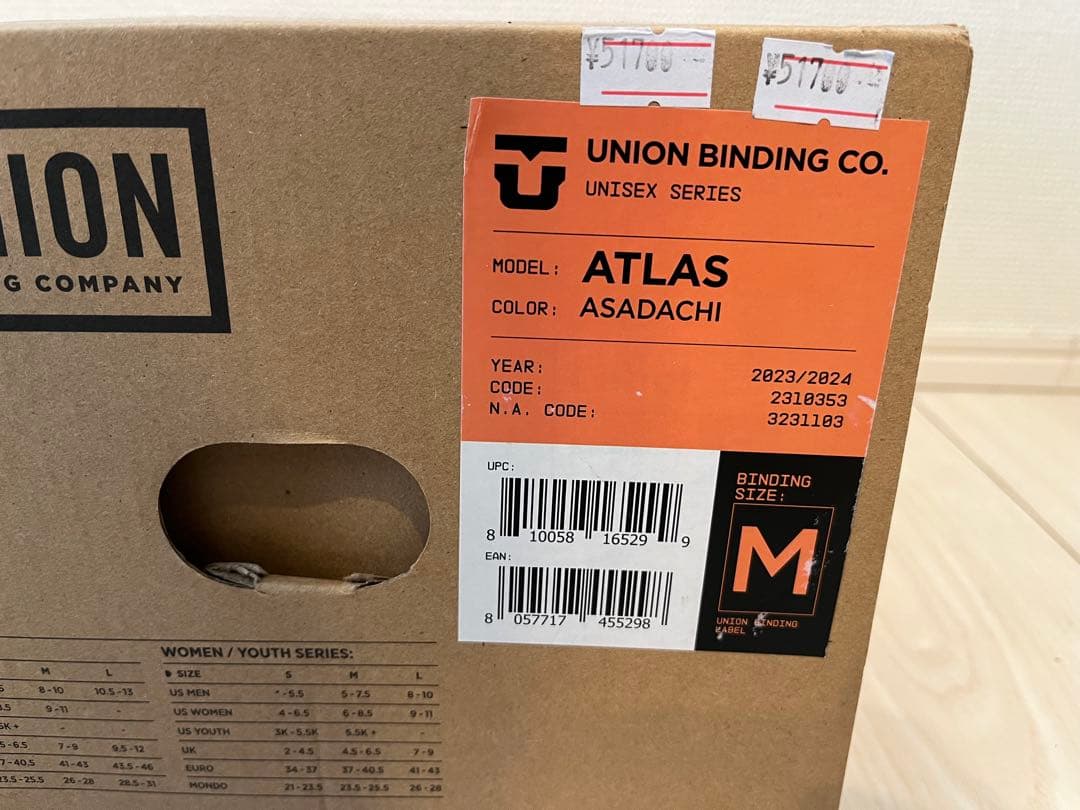 ¥51700-
¥51700-
UNION BINDING CO.
UNISEX SERIES
MODEL: ATLAS
COLOR: ASADACHI
YEAR: 2023/2024
CODE: 2310353
N.A. CODE: 3231103
UPC:
8 10058 16529 9
EAN:
8 057717 455298
BINDING
SIZE:
M
UNION BINDING
LABEL
ION
G COMPANY
M L
8-10 10.5-13
9-11 -
- -
7-9 9.5-12
41-43 43.5-46
26-28 28.5-31
WOMEN / YOUTH SERIES:
SIZE S M L
US MEN *-5.5 5-7.5 8-10
US WOMEN 4-6.5 6-8.5 9-11
US YOUTH 3K-5.5K 5.5K+ -
UK 2-4.5 4.5-6.5 7-9
EURO 34-37 37-40.5 41-43
MONDO 21-23.5 23.5-25.5 26-28